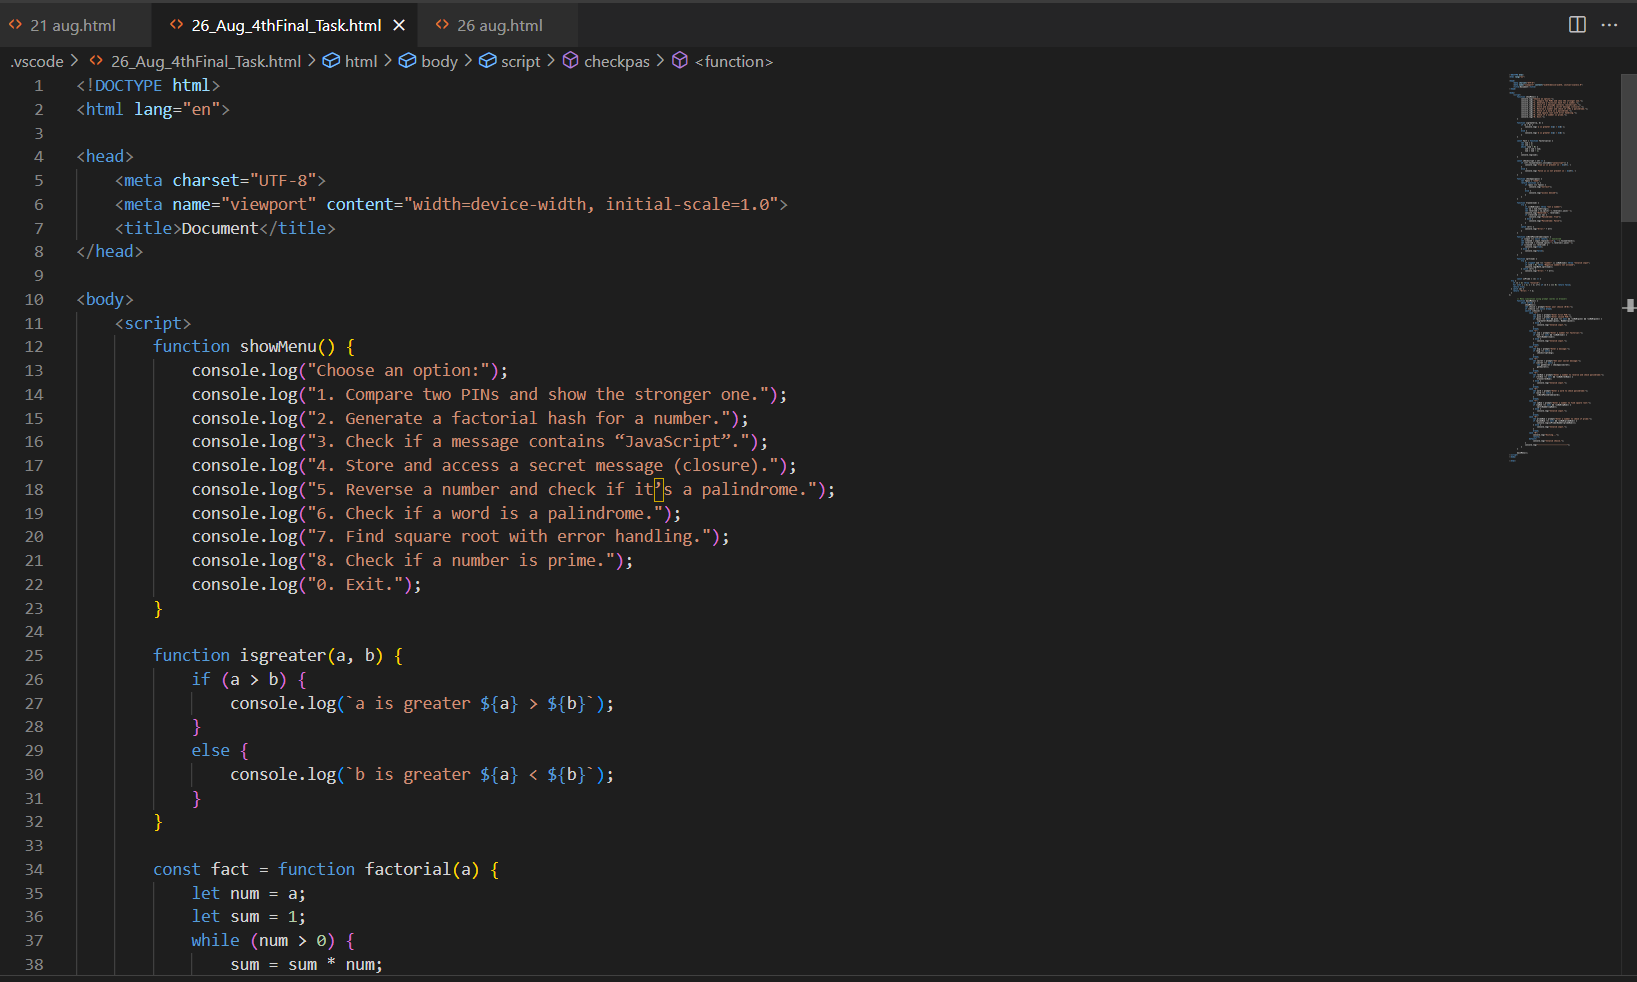 21 aug.html 26_Aug_4thFinal_Task.html 26 aug.html
.vscode > 26_Aug_4thFinal_Task.html > html > body > script > checkpas > <function>
1 <!DOCTYPE html>
2 <html lang="en">
3
4 <head>
5 <meta charset="UTF-8">
6 <meta name="viewport" content="width=device-width, initial-scale=1.0">
7 <title>Document</title>
8 </head>
9
10 <body>
11 <script>
12 function showMenu() {
13 console.log("Choose an option:");
14 console.log("1. Compare two PINs and show the stronger one.");
15 console.log("2. Generate a factorial hash for a number.");
16 console.log("3. Check if a message contains “JavaScript”.");
17 console.log("4. Store and access a secret message (closure).");
18 console.log("5. Reverse a number and check if it’s a palindrome.");
19 console.log("6. Check if a word is a palindrome.");
20 console.log("7. Find square root with error handling.");
21 console.log("8. Check if a number is prime.");
22 console.log("0. Exit.");
23 }
24
25 function isgreater(a, b) {
26 if (a > b) {
27 console.log(`a is greater ${a} > ${b}`);
28 }
29 else {
30 console.log(`b is greater ${a} < ${b}`);
31 }
32 }
33
34 const fact = function factorial(a) {
35 let num = a;
36 let sum = 1;
37 while (num > 0) {
38 sum = sum * num;